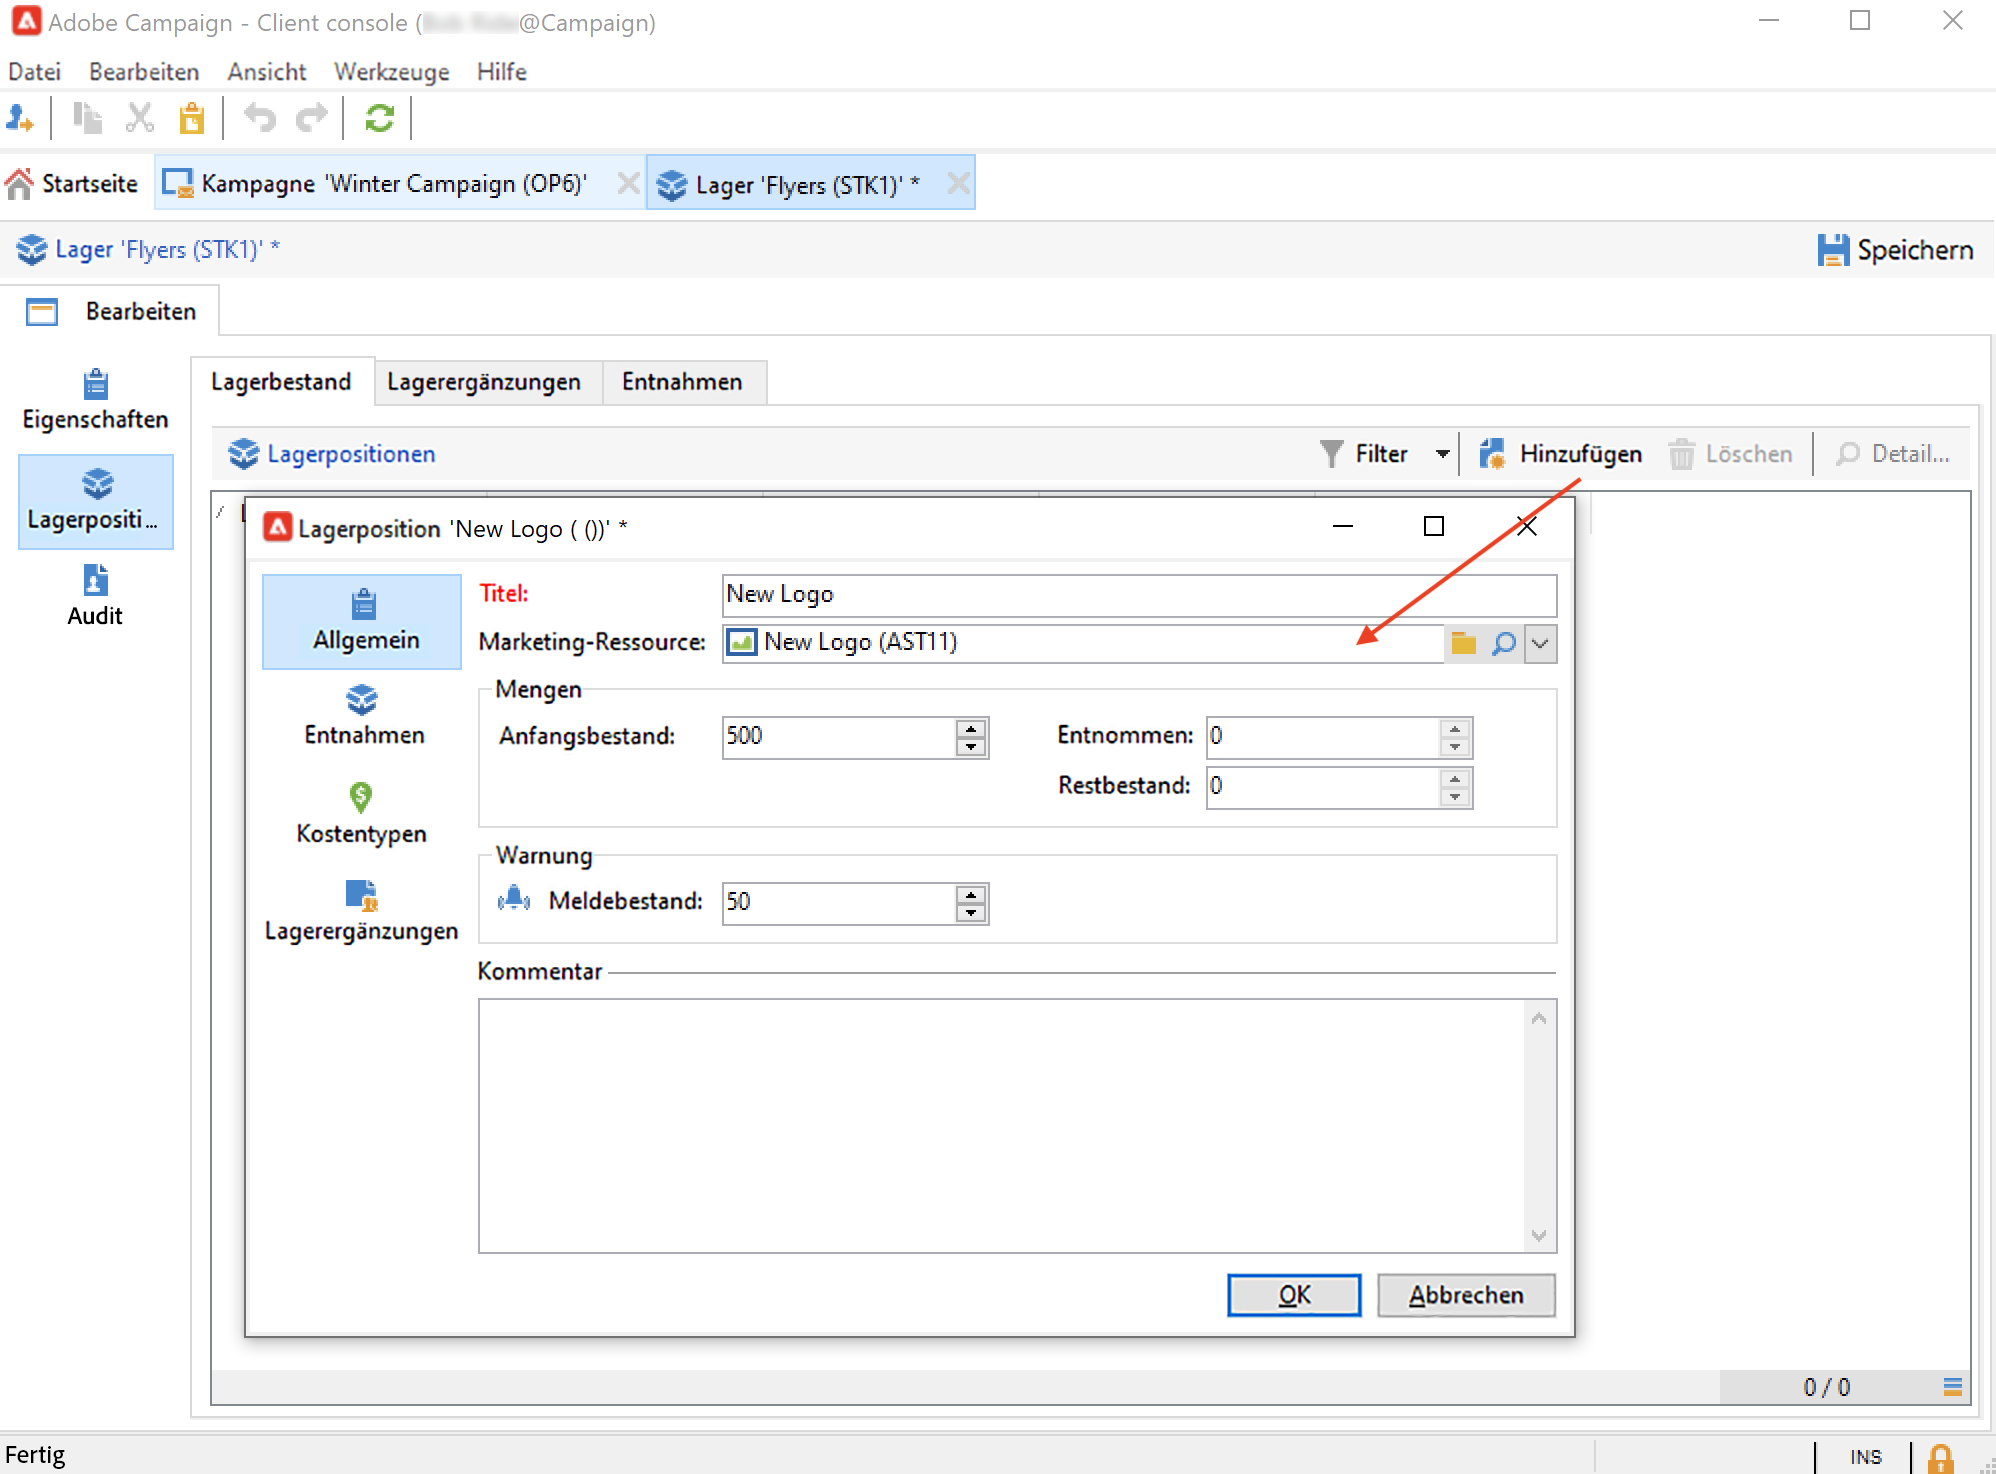 Adobe Campaign - Client console (@Campaign)
Datei Bearbeiten Ansicht Werkzeuge Hilfe
Startseite Kampagne 'Winter Campaign (OP6)' Lager 'Flyers (STK1)' *
Lager 'Flyers (STK1)' * Speichern
Bearbeiten
Eigenschaften
Lagerpositi...
Audit
Lagerbestand Lagerergänzungen Entnahmen
Lagerpositionen Filter Hinzufügen Löschen Detail...
Lagerposition 'New Logo ( ())' *
Allgemein
Entnahmen
Kostentypen
Lagerergänzungen
Titel: New Logo
Marketing-Ressource: New Logo (AST11)
Mengen
Anfangsbestand: 500 Entnommen: 0
Restbestand: 0
Warnung
Meldebestand: 50
Kommentar
OK Abbrechen
0 / 0
Fertig INS